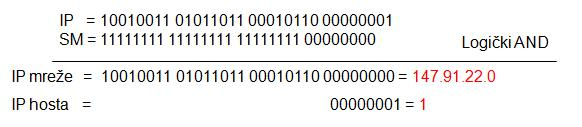 IP = 10010011 01011011 00010110 00000001
SM = 11111111 11111111 11111111 00000000
Logički AND
IP mreže = 10010011 01011011 00010110 00000000 = 147.91.22.0
IP hosta = 00000001 = 1